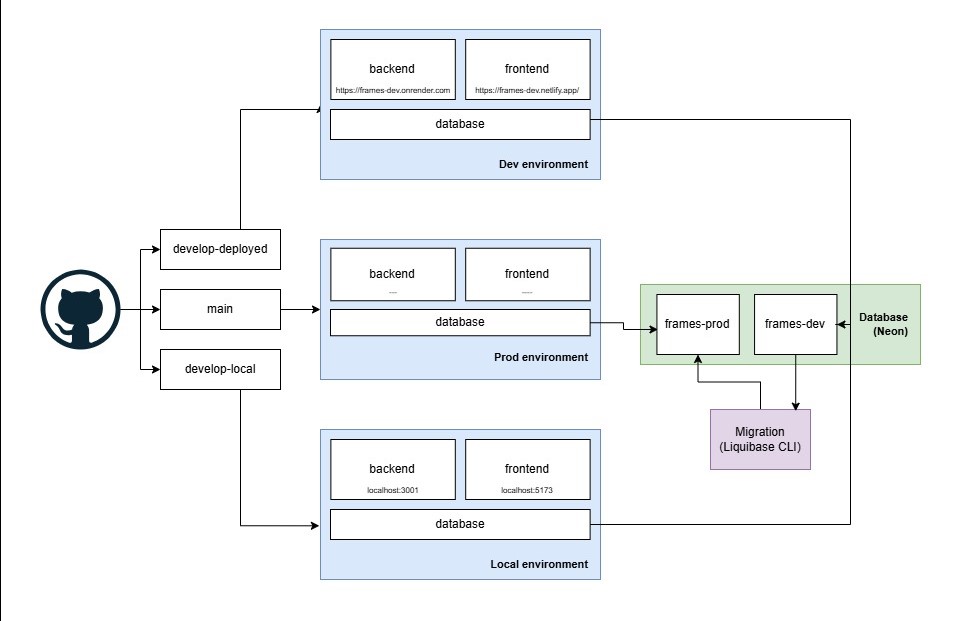 backend
https://frames-dev.onrender.com
frontend
https://frames-dev.netlify.app/
database
Dev environment
develop-deployed
main
develop-local
backend
---
frontend
----
database
Prod environment
frames-prod
frames-dev
Database
(Neon)
Migration
(Liquibase CLI)
backend
localhost:3001
frontend
localhost:5173
database
Local environment